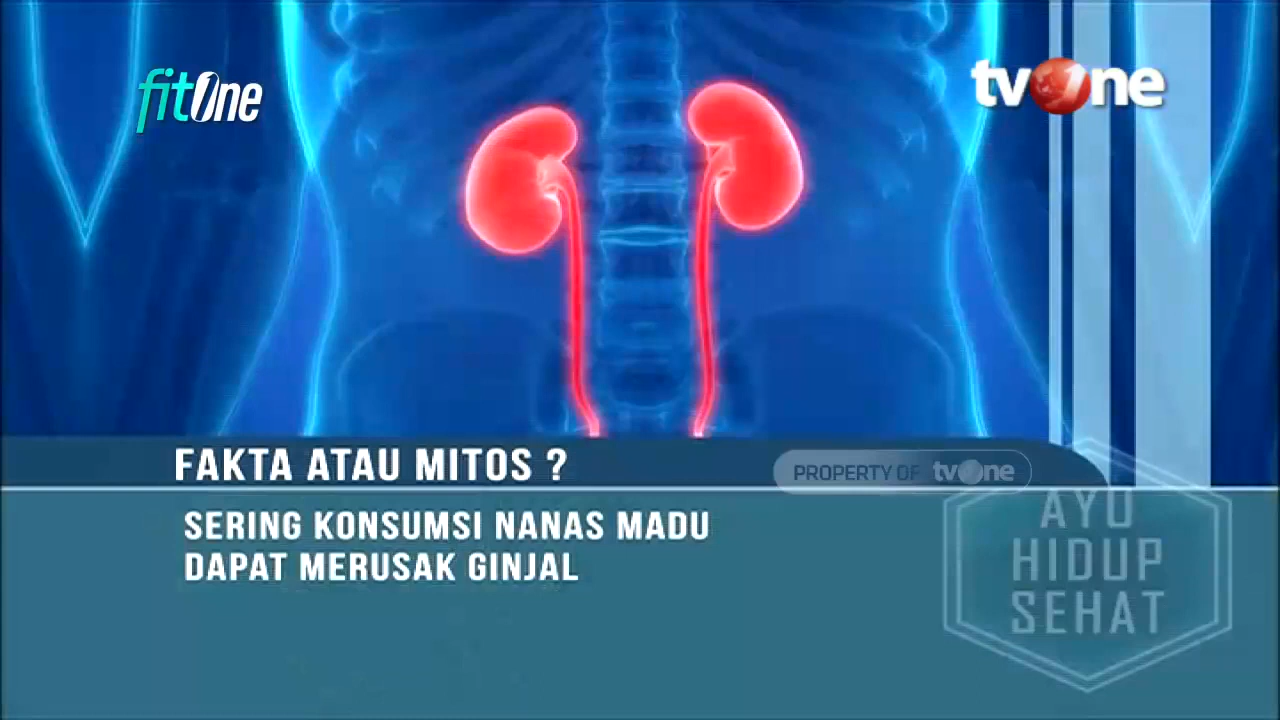 fitOne
tvOne
FAKTA ATAU MITOS ?
PROPERTY OF tvOne
SERING KONSUMSI NANAS MADU
DAPAT MERUSAK GINJAL
AYO
HIDUP
SEHAT